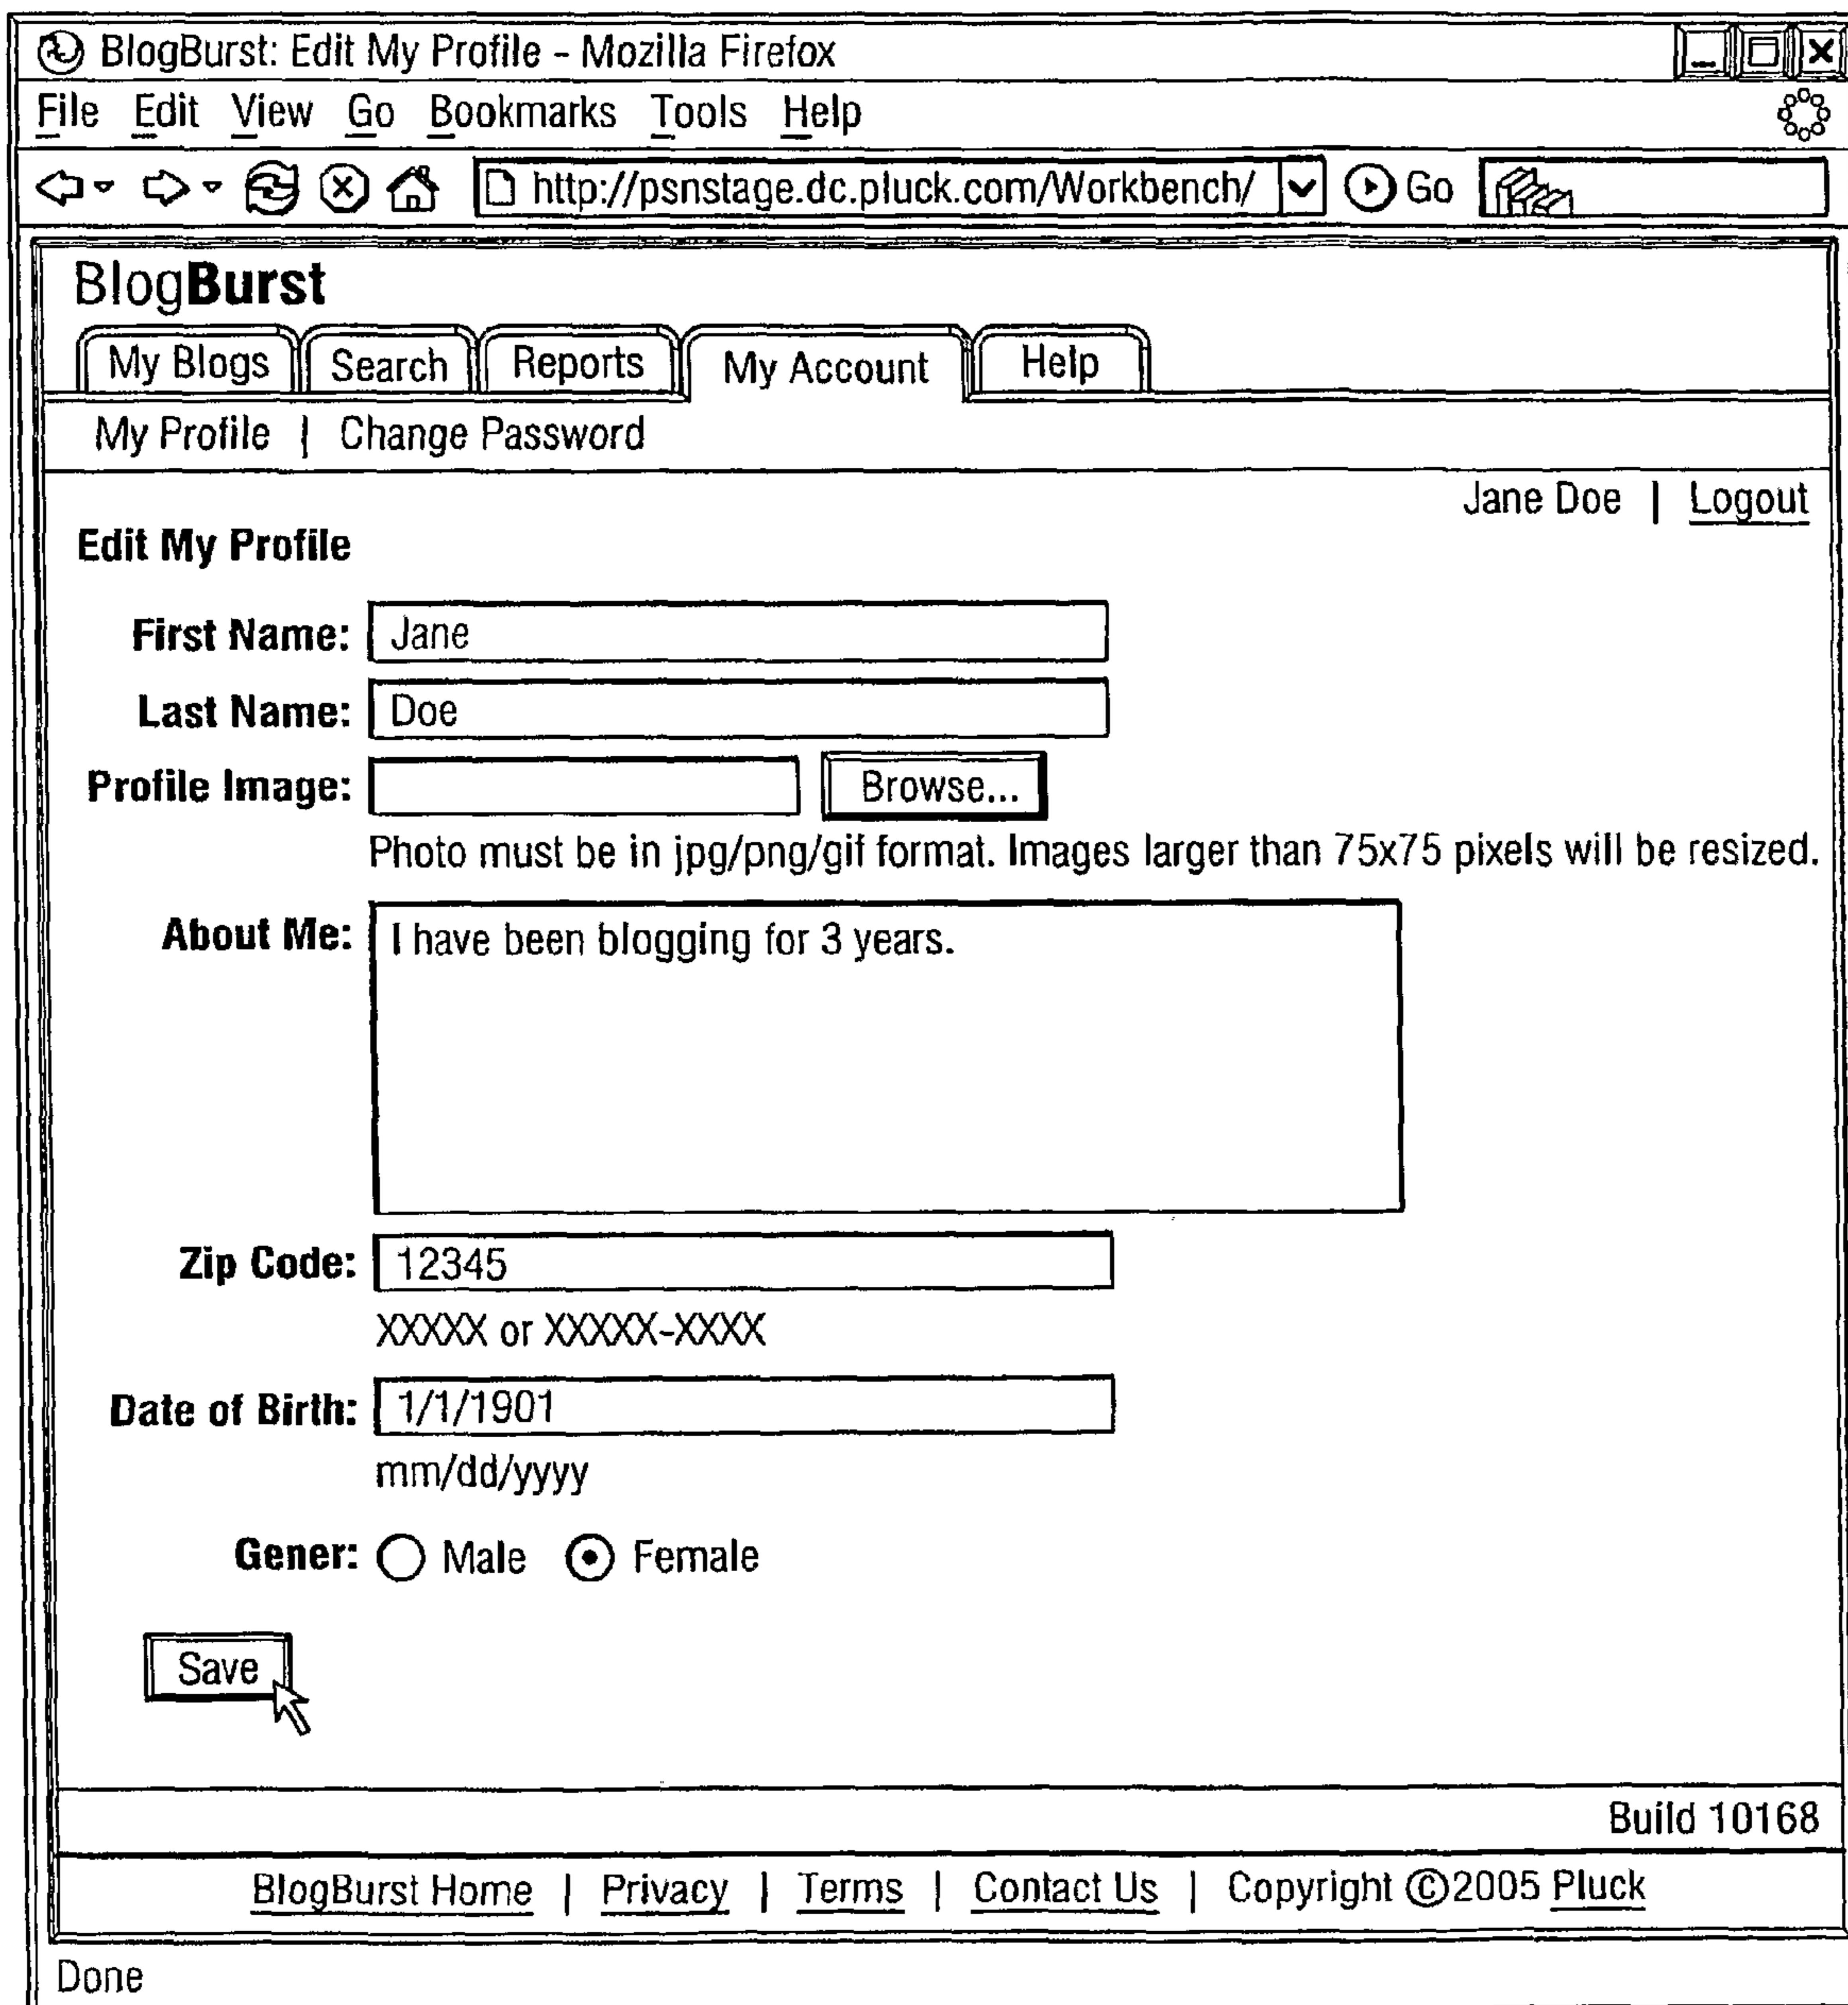 BlogBurst: Edit My Profile - Mozilla Firefox
File Edit View Go Bookmarks Tools Help
http://psnstage.dc.pluck.com/Workbench/ Go
BlogBurst
My Blogs Search Reports My Account Help
My Profile | Change Password
Jane Doe | Logout
Edit My Profile
First Name: Jane
Last Name: Doe
Profile Image: Browse...
Photo must be in jpg/png/gif format. Images larger than 75x75 pixels will be resized.
About Me: I have been blogging for 3 years.
Zip Code: 12345
XXXXX or XXXXX-XXXX
Date of Birth: 1/1/1901
mm/dd/yyyy
Gener: Male Female
Save
Build 10168
BlogBurst Home | Privacy | Terms | Contact Us | Copyright ©2005 Pluck
Done